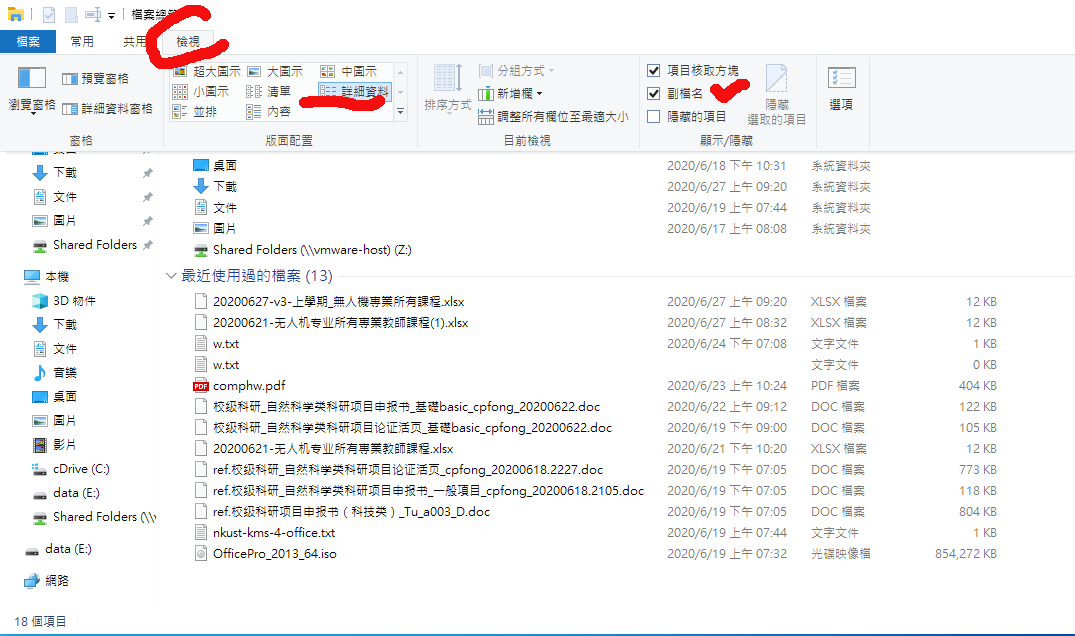 檔案總
檔案 常用 共用 檢視
瀏覽窗格 預覽窗格 詳細資料窗格
窗格
超大圖示 大圖示 中圖示
小圖示 清單 詳細資料
並排 內容
版面配置
排序方式 分組方式
新增欄
調整所有欄位至最適大小
目前檢視
項目核取方塊
副檔名
隱藏的項目
隱藏
選取的項目
顯示/隱藏
選項
下載
文件
圖片
Shared Folders
本機
3D 物件
下載
文件
音樂
桌面
圖片
影片
cDrive (C:)
data (E:)
Shared Folders (\\v
data (E:)
網路
桌面 2020/6/18 下午 10:31 系統資料夾
下載 2020/6/27 上午 09:20 系統資料夾
文件 2020/6/19 上午 07:44 系統資料夾
圖片 2020/6/17 上午 08:08 系統資料夾
Shared Folders (\\vmware-host) (Z:)
最近使用過的檔案 (13)
20200627-v3-上學期_無人機專業所有課程.xlsx 2020/6/27 上午 09:20 XLSX 檔案 12 KB
20200621-无人机专业所有専業教師課程(1).xlsx 2020/6/27 上午 08:32 XLSX 檔案 12 KB
w.txt 2020/6/24 下午 07:08 文字文件 1 KB
w.txt 文字文件 0 KB
comphw.pdf 2020/6/23 上午 10:24 PDF 檔案 404 KB
校級科研_自然科学类科研项目申报书_基礎basic_cpfong_20200622.doc 2020/6/22 上午 09:12 DOC 檔案 122 KB
校級科研_自然科学类科研项目论证活页_基礎basic_cpfong_20200622.doc 2020/6/19 上午 09:00 DOC 檔案 105 KB
20200621-无人机专业所有専業教師課程.xlsx 2020/6/21 下午 10:20 XLSX 檔案 12 KB
ref.校級科研_自然科学类科研项目论证活页_cpfong_20200618.2227.doc 2020/6/19 下午 07:05 DOC 檔案 773 KB
ref.校級科研_自然科学类科研项目申报书_一般項目_cpfong_20200618.2105.doc 2020/6/19 下午 07:05 DOC 檔案 118 KB
ref.校級科研项目申报书（科技类）_Tu_a003_D.doc 2020/6/19 下午 07:05 DOC 檔案 804 KB
nkust-kms-4-office.txt 2020/6/19 上午 07:44 文字文件 1 KB
OfficePro_2013_64.iso 2020/6/19 上午 07:32 光碟映像檔 854,272 KB
18 個項目